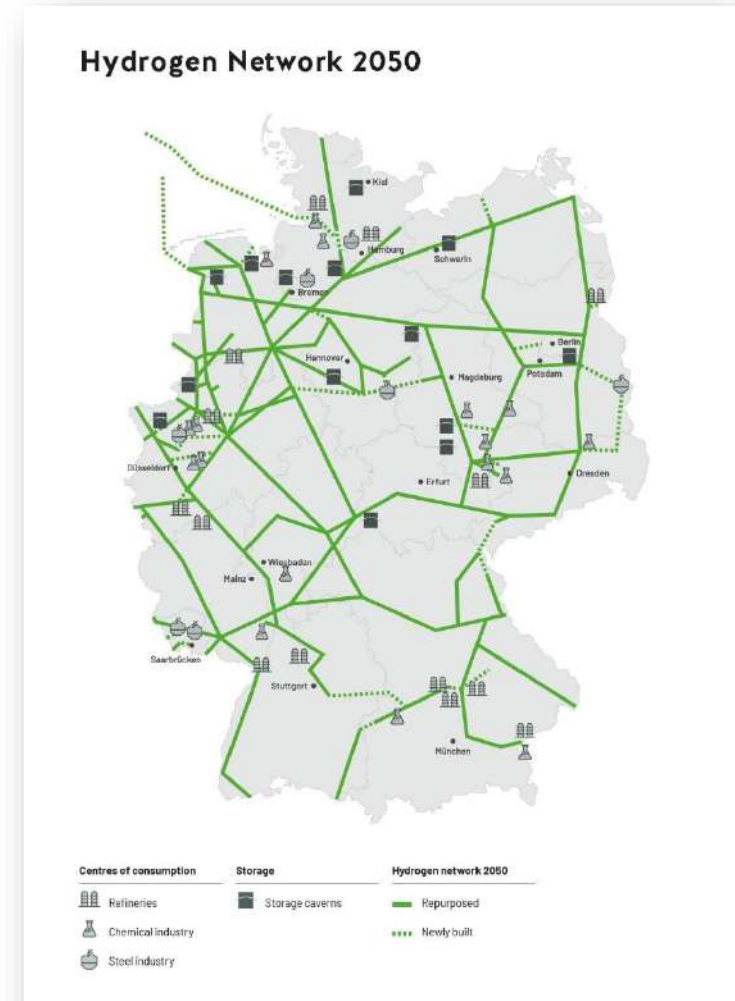 Hydrogen Network 2050
Kiel
Hamburg
Schwerin
Bremen
Berlin
Hannover
Potsdam
Magdeburg
Düsseldorf
Erfurt
Dresden
Wiesbaden
Mainz
Saarbrücken
Stuttgart
München
Centres of consumption
Storage
Hydrogen network 2050
Refineries
Storage caverns
Repurposed
Chemical industry
Newly built
Steel industry